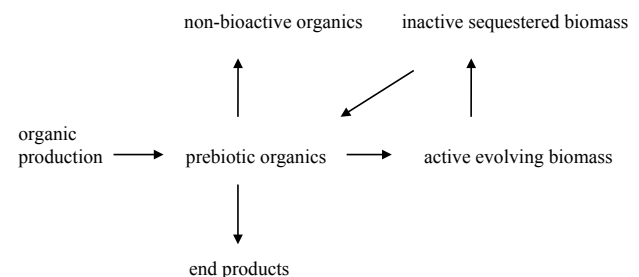 non-bioactive organics inactive sequestered biomass
organic
production prebiotic organics active evolving biomass
end products